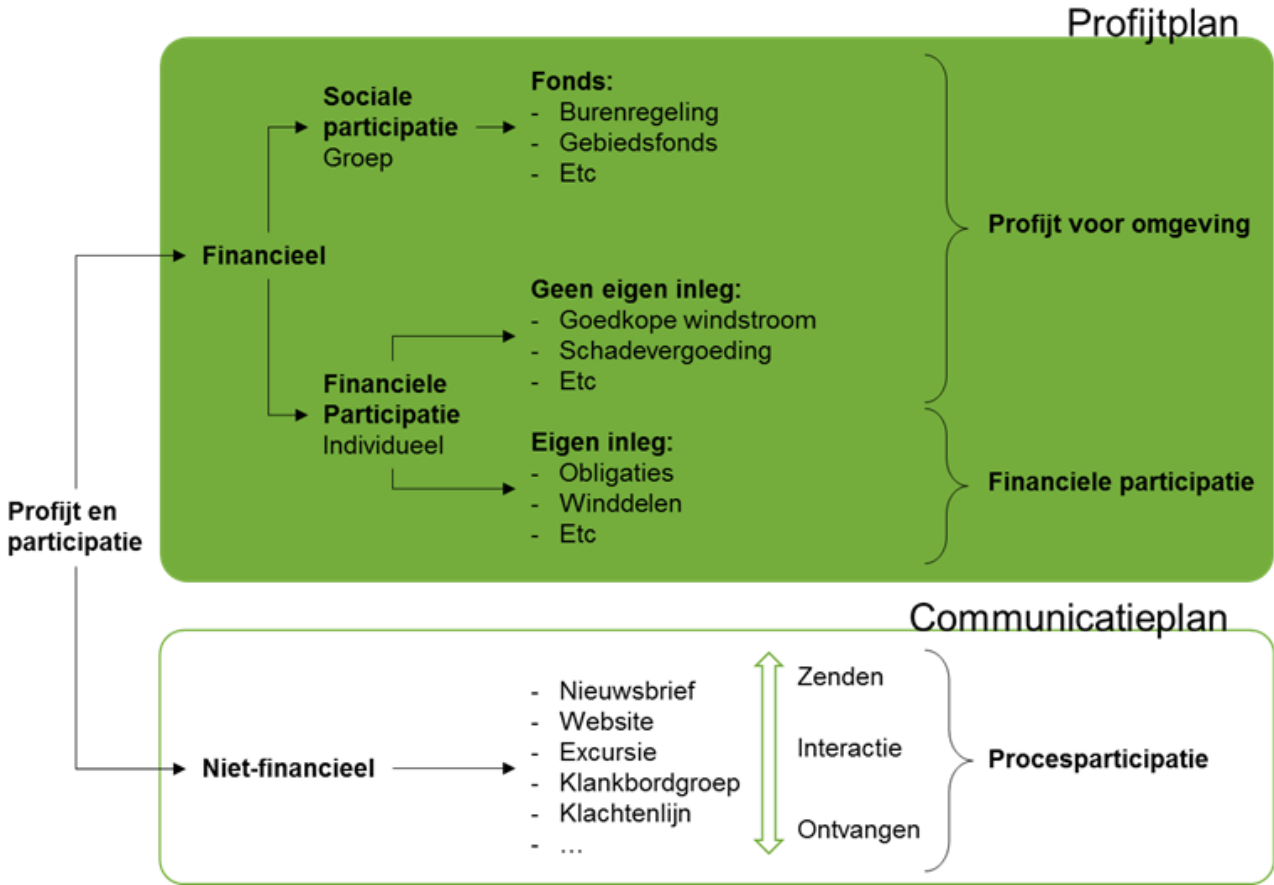 Profijtplan
Sociale
participatie
Groep
Fonds:
- Burenregeling
- Gebiedsfonds
- Etc
Profijt voor omgeving
Financieel
Geen eigen inleg:
- Goedkope windstroom
- Schadevergoeding
- Etc
Financiele
Participatie
Individueel
Eigen inleg:
- Obligaties
- Winddelen
- Etc
Financiele participatie
Profijt en
participatie
Communicatieplan
Niet-financieel
- Nieuwsbrief
- Website
- Excursie
- Klankbordgroep
- Klachtenlijn
- ...
Zenden
Interactie
Ontvangen
Procesparticipatie